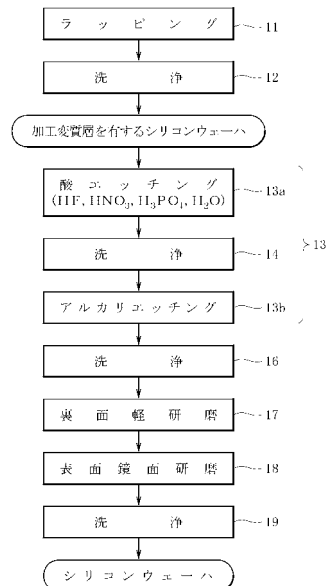 ラッピング 11
洗浄 12
加工変質層を有するシリコンウェーハ
酸エッチング 13a
(HF, HNO₃, H₃PO₄, H₂O)
13
洗浄 14
アルカリエッチング 13b
洗浄 16
裏面軽研磨 17
表面鏡面研磨 18
洗浄 19
シリコンウェーハ